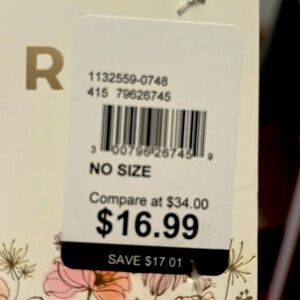 R
1132559-0748
415 79626745
3 00796 26745 9
NO SIZE
Compare at $34.00
$16.99
SAVE $17.01